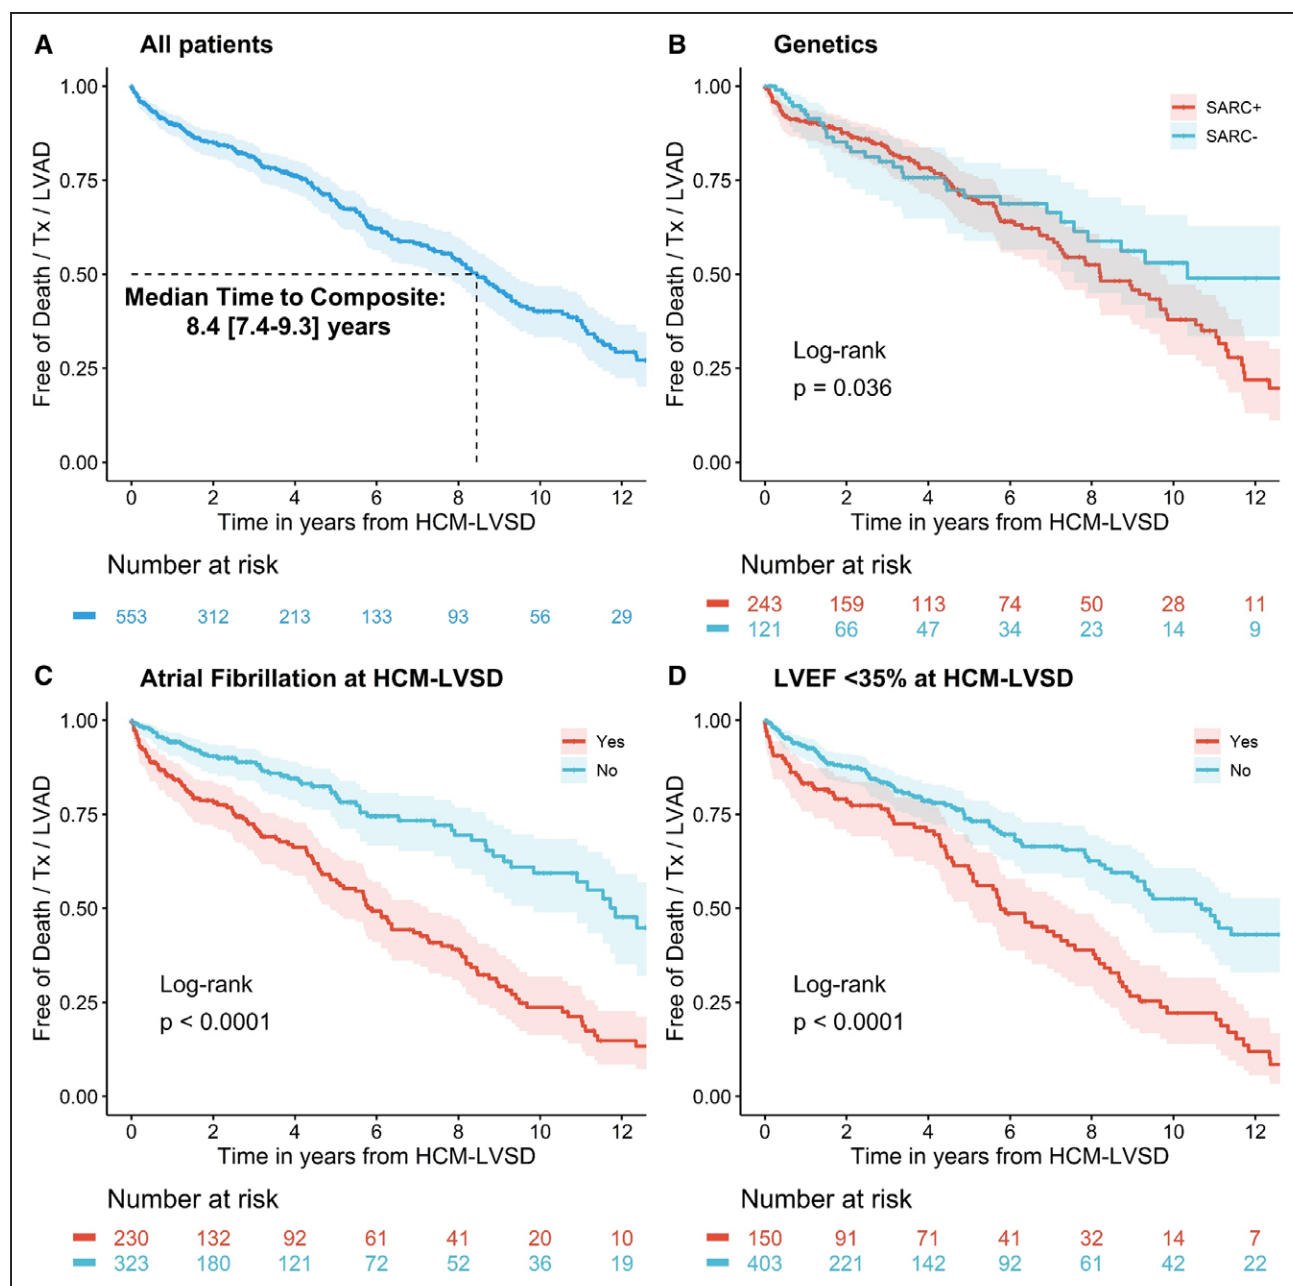 A All patients
1.00
0.75
0.50
0.25
0.00
Free of Death / Tx / LVAD
Median Time to Composite:
8.4 [7.4-9.3] years
0 2 4 6 8 10 12
Time in years from HCM-LVSD
Number at risk
553 312 213 133 93 56 29
B Genetics
1.00
0.75
0.50
0.25
0.00
Free of Death / Tx / LVAD
SARC+
SARC-
Log-rank
p = 0.036
0 2 4 6 8 10 12
Time in years from HCM-LVSD
Number at risk
243 159 113 74 50 28 11
121 66 47 34 23 14 9
C Atrial Fibrillation at HCM-LVSD
1.00
0.75
0.50
0.25
0.00
Free of Death / Tx / LVAD
Yes
No
Log-rank
p < 0.0001
0 2 4 6 8 10 12
Time in years from HCM-LVSD
Number at risk
230 132 92 61 41 20 10
323 180 121 72 52 36 19
D LVEF <35% at HCM-LVSD
1.00
0.75
0.50
0.25
0.00
Free of Death / Tx / LVAD
Yes
No
Log-rank
p < 0.0001
0 2 4 6 8 10 12
Time in years from HCM-LVSD
Number at risk
150 91 71 41 32 14 7
403 221 142 92 61 42 22